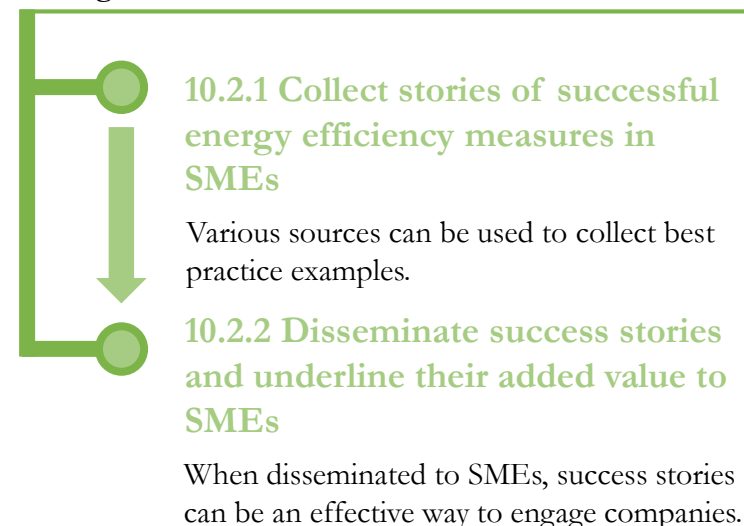 10.2.1 Collect stories of successful
energy efficiency measures in
SMEs
Various sources can be used to collect best
practice examples.
10.2.2 Disseminate success stories
and underline their added value to
SMEs
When disseminated to SMEs, success stories
can be an effective way to engage companies.